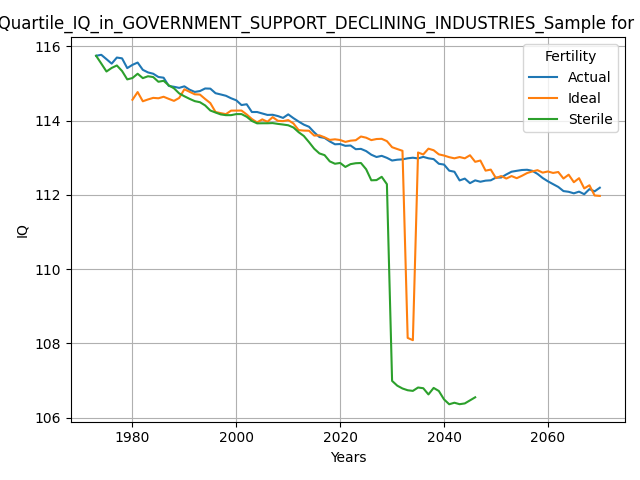 Quartile_IQ_in_GOVERNMENT_SUPPORT_DECLINING_INDUSTRIES_Sample for
116
114
112
110
108
106
IQ
1980
2000
2020
2040
2060
Years
Fertility
Actual
Ideal
Sterile